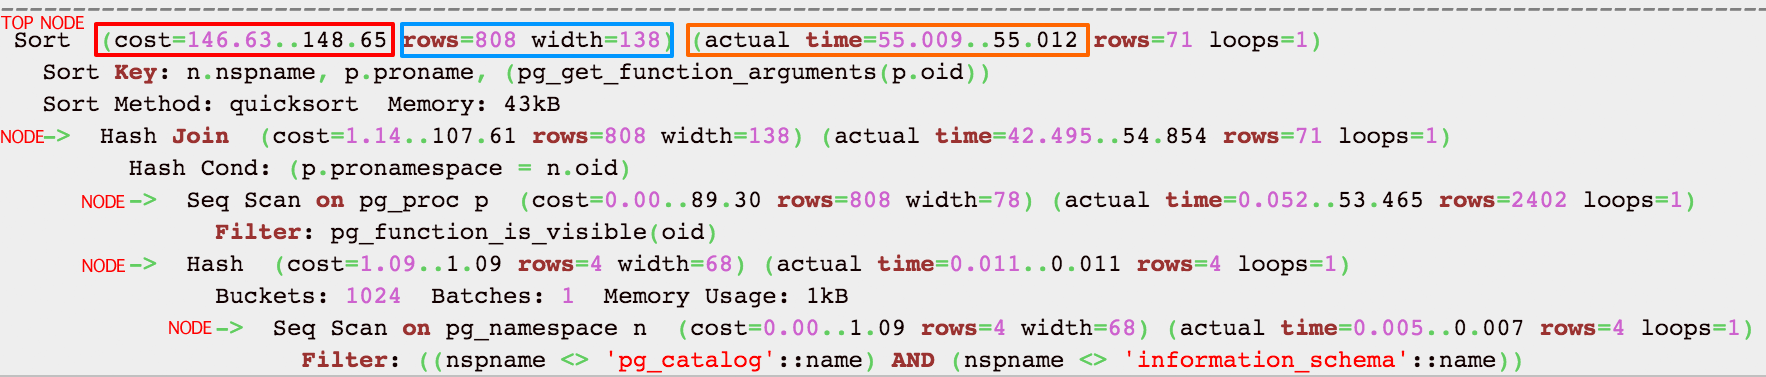 TOP NODE
Sort (cost=146.63..148.65 rows=808 width=138) (actual time=55.009..55.012 rows=71 loops=1)
Sort Key: n.nspname, p.proname, (pg_get_function_arguments(p.oid))
Sort Method: quicksort Memory: 43kB
NODE-> Hash Join (cost=1.14..107.61 rows=808 width=138) (actual time=42.495..54.854 rows=71 loops=1)
Hash Cond: (p.pronamespace = n.oid)
NODE-> Seq Scan on pg_proc p (cost=0.00..89.30 rows=808 width=78) (actual time=0.052..53.465 rows=2402 loops=1)
Filter: pg_function_is_visible(oid)
NODE-> Hash (cost=1.09..1.09 rows=4 width=68) (actual time=0.011..0.011 rows=4 loops=1)
Buckets: 1024 Batches: 1 Memory Usage: 1kB
NODE-> Seq Scan on pg_namespace n (cost=0.00..1.09 rows=4 width=68) (actual time=0.005..0.007 rows=4 loops=1)
Filter: ((nspname <> 'pg_catalog'::name) AND (nspname <> 'information_schema'::name))